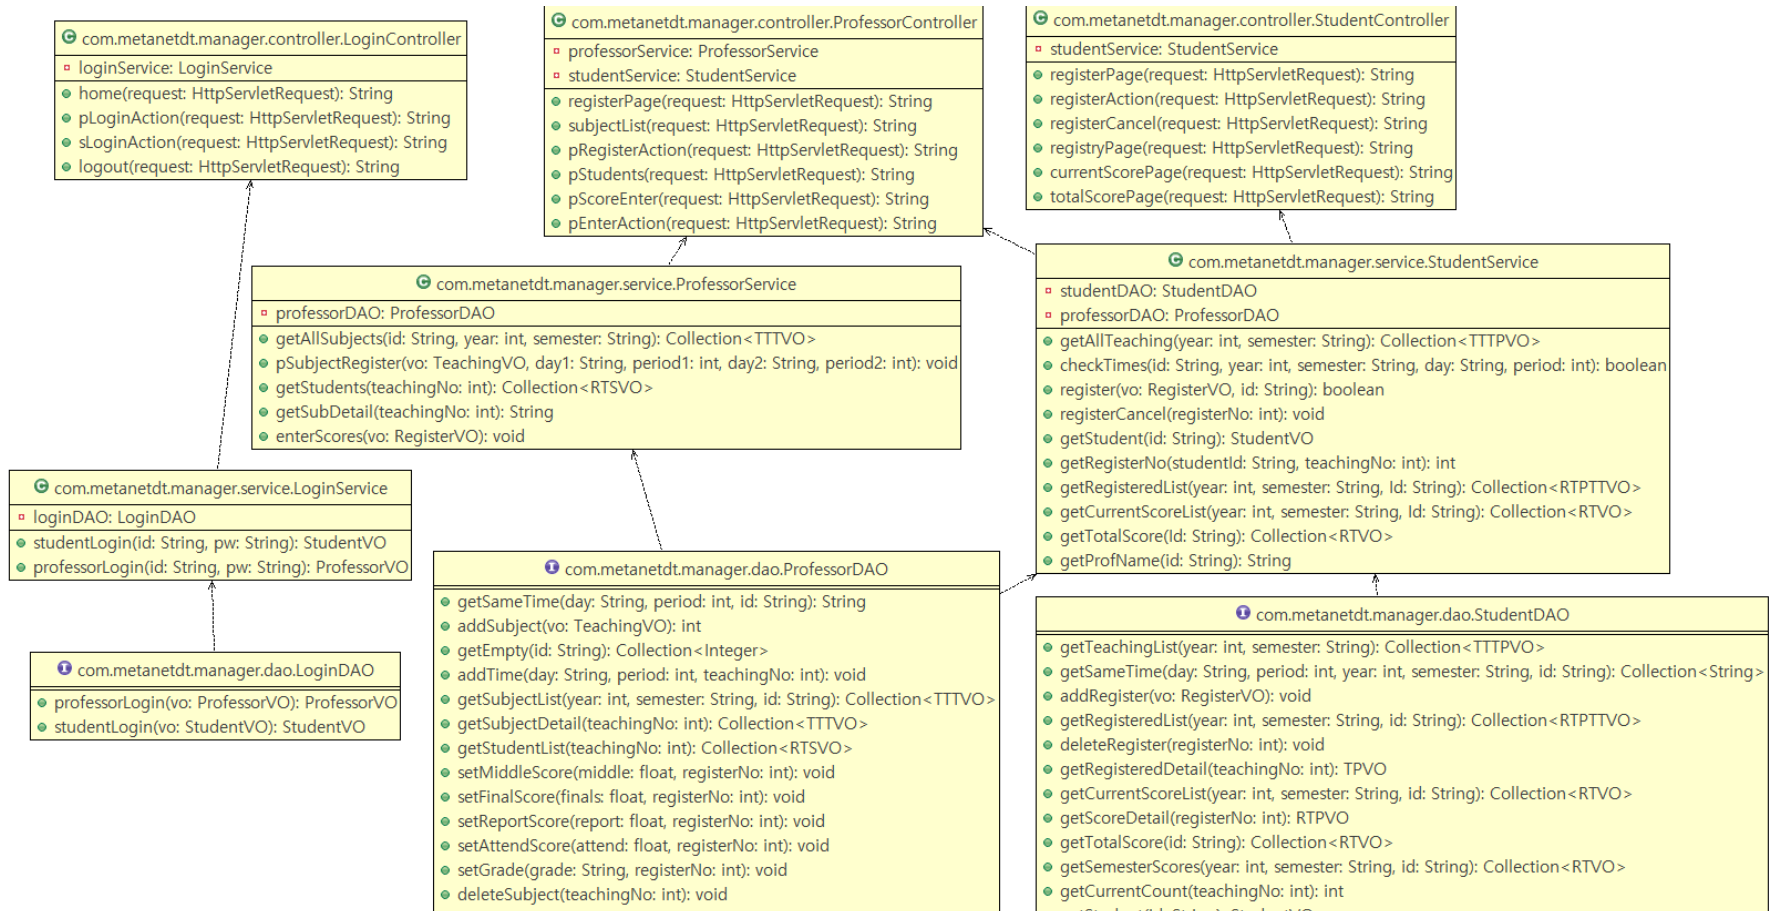 com.metanetdt.manager.controller.LoginController
loginService: LoginService
home(request: HttpServletRequest): String
pLoginAction(request: HttpServletRequest): String
sLoginAction(request: HttpServletRequest): String
logout(request: HttpServletRequest): String
com.metanetdt.manager.controller.ProfessorController
professorService: ProfessorService
studentService: StudentService
registerPage(request: HttpServletRequest): String
subjectList(request: HttpServletRequest): String
pRegisterAction(request: HttpServletRequest): String
pStudents(request: HttpServletRequest): String
pScoreEnter(request: HttpServletRequest): String
pEnterAction(request: HttpServletRequest): String
com.metanetdt.manager.controller.StudentController
studentService: StudentService
registerPage(request: HttpServletRequest): String
registerAction(request: HttpServletRequest): String
registerCancel(request: HttpServletRequest): String
registryPage(request: HttpServletRequest): String
currentScorePage(request: HttpServletRequest): String
totalScorePage(request: HttpServletRequest): String
com.metanetdt.manager.service.ProfessorService
professorDAO: ProfessorDAO
getAllSubjects(id: String, year: int, semester: String): Collection<TTTVO>
pSubjectRegister(vo: TeachingVO, day1: String, period1: int, day2: String, period2: int): void
getStudents(teachingNo: int): Collection<RTSVO>
getSubDetail(teachingNo: int): String
enterScores(vo: RegisterVO): void
com.metanetdt.manager.service.StudentService
studentDAO: StudentDAO
professorDAO: ProfessorDAO
getAllTeaching(year: int, semester: String): Collection<TTTPVO>
checkTimes(id: String, year: int, semester: String, day: String, period: int): boolean
register(vo: RegisterVO, id: String): boolean
registerCancel(registerNo: int): void
getStudent(id: String): StudentVO
getRegisterNo(studentId: String, teachingNo: int): int
getRegisteredList(year: int, semester: String, Id: String): Collection<RTPTTVO>
getCurrentScoreList(year: int, semester: String, Id: String): Collection<RTVO>
getTotalScore(Id: String): Collection<RTVO>
getProfName(id: String): String
com.metanetdt.manager.service.LoginService
loginDAO: LoginDAO
studentLogin(id: String, pw: String): StudentVO
professorLogin(id: String, pw: String): ProfessorVO
com.metanetdt.manager.dao.LoginDAO
professorLogin(vo: ProfessorVO): ProfessorVO
studentLogin(vo: StudentVO): StudentVO
com.metanetdt.manager.dao.ProfessorDAO
getSameTime(day: String, period: int, id: String): String
addSubject(vo: TeachingVO): int
getEmpty(id: String): Collection<Integer>
addTime(day: String, period: int, teachingNo: int): void
getSubjectList(year: int, semester: String, id: String): Collection<TTTVO>
getSubjectDetail(teachingNo: int): Collection<TTTVO>
getStudentList(teachingNo: int): Collection<RTSVO>
setMiddleScore(middle: float, registerNo: int): void
setFinalScore(finals: float, registerNo: int): void
setReportScore(report: float, registerNo: int): void
setAttendScore(attend: float, registerNo: int): void
setGrade(grade: String, registerNo: int): void
deleteSubject(teachingNo: int): void
com.metanetdt.manager.dao.StudentDAO
getTeachingList(year: int, semester: String): Collection<TTTPVO>
getSameTime(day: String, period: int, year: int, semester: String, id: String): Collection<String>
addRegister(vo: RegisterVO): void
getRegisteredList(year: int, semester: String, id: String): Collection<RTPTTVO>
deleteRegister(registerNo: int): void
getRegisteredDetail(teachingNo: int): TPVO
getCurrentScoreList(year: int, semester: String, id: String): Collection<RTVO>
getScoreDetail(registerNo: int): RTPVO
getTotalScore(id: String): Collection<RTVO>
getSemesterScores(year: int, semester: String, id: String): Collection<RTVO>
getCurrentCount(teachingNo: int): int